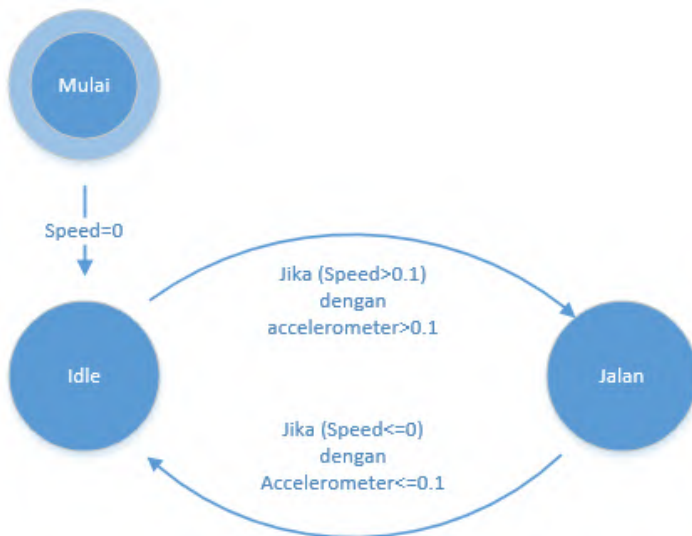 Mulai
Speed=0
Jika (Speed>0.1)
dengan
accelerometer>0.1
Idle
Jalan
Jika (Speed<=0)
dengan
Accelerometer<=0.1